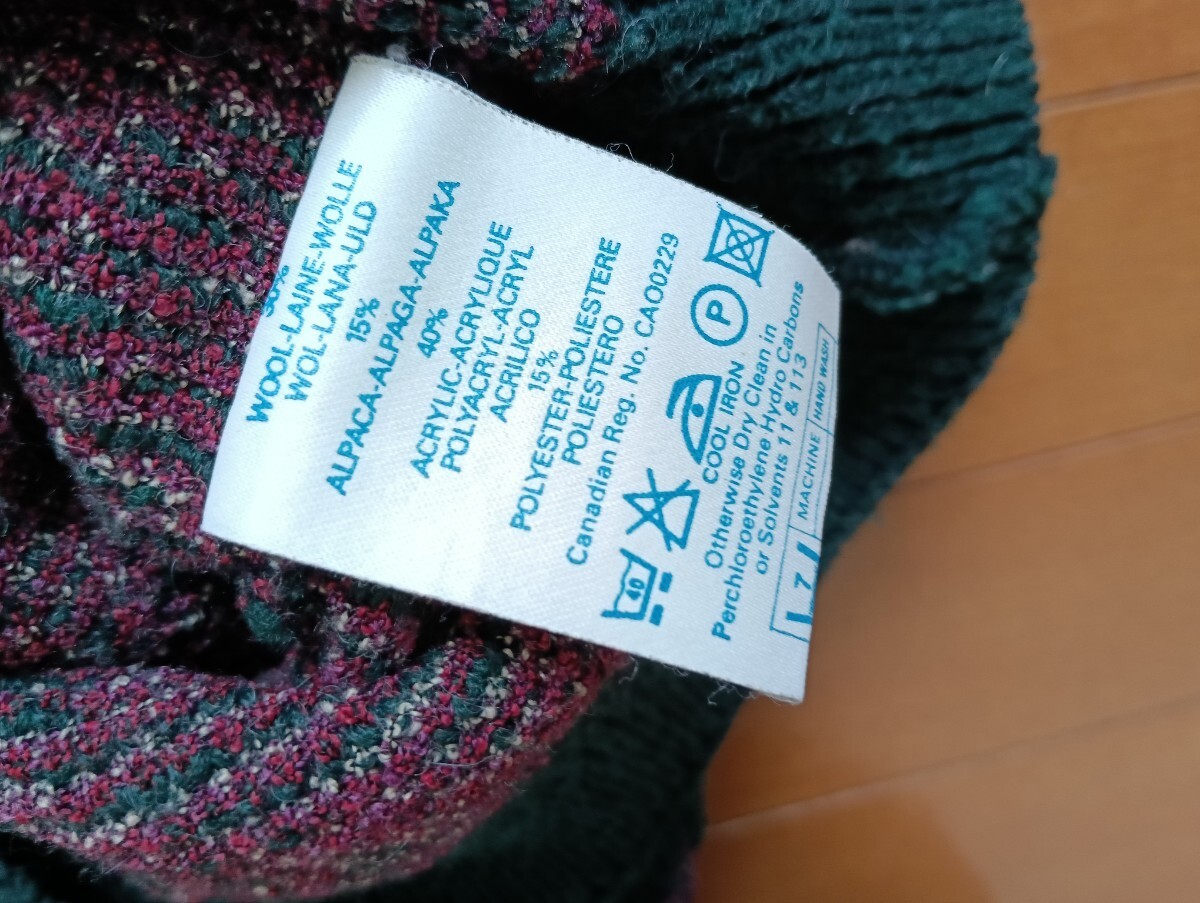 WOOL-LAINE-WOLLE
WOL-LANA-ULD
15%
ALPACA-ALPAGA-ALPAKA
40%
ACRYLIC-ACRYLIQUE
POLYACRYL-ACRYL
ACRILICO
15%
POLYESTER-POLIESTERE
POLIESTERO
Canadian Reg. No. CAO0229
40
P
COOL IRON
Otherwise Dry Clean in
Perchloroethylene Hydro Carbons
or Solvents 11 & 113
7 MACHINE HAND WASH